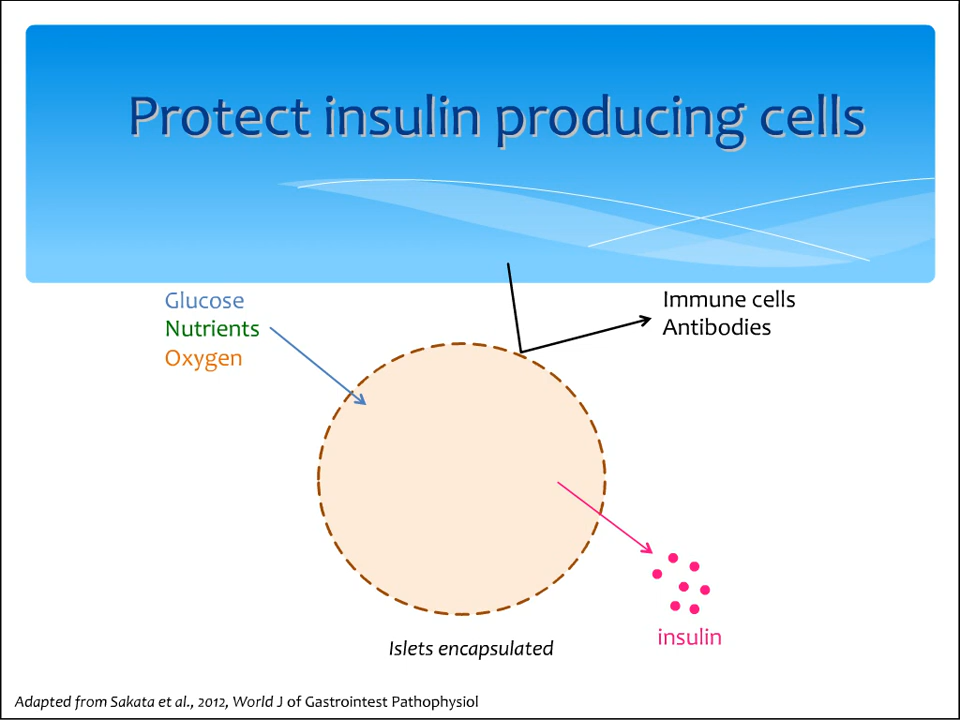 Protect insulin producing cells
Glucose
Nutrients
Oxygen
Immune cells
Antibodies
insulin
Islets encapsulated
Adapted from Sakata et al., 2012, World J of Gastrointest Pathophysiol